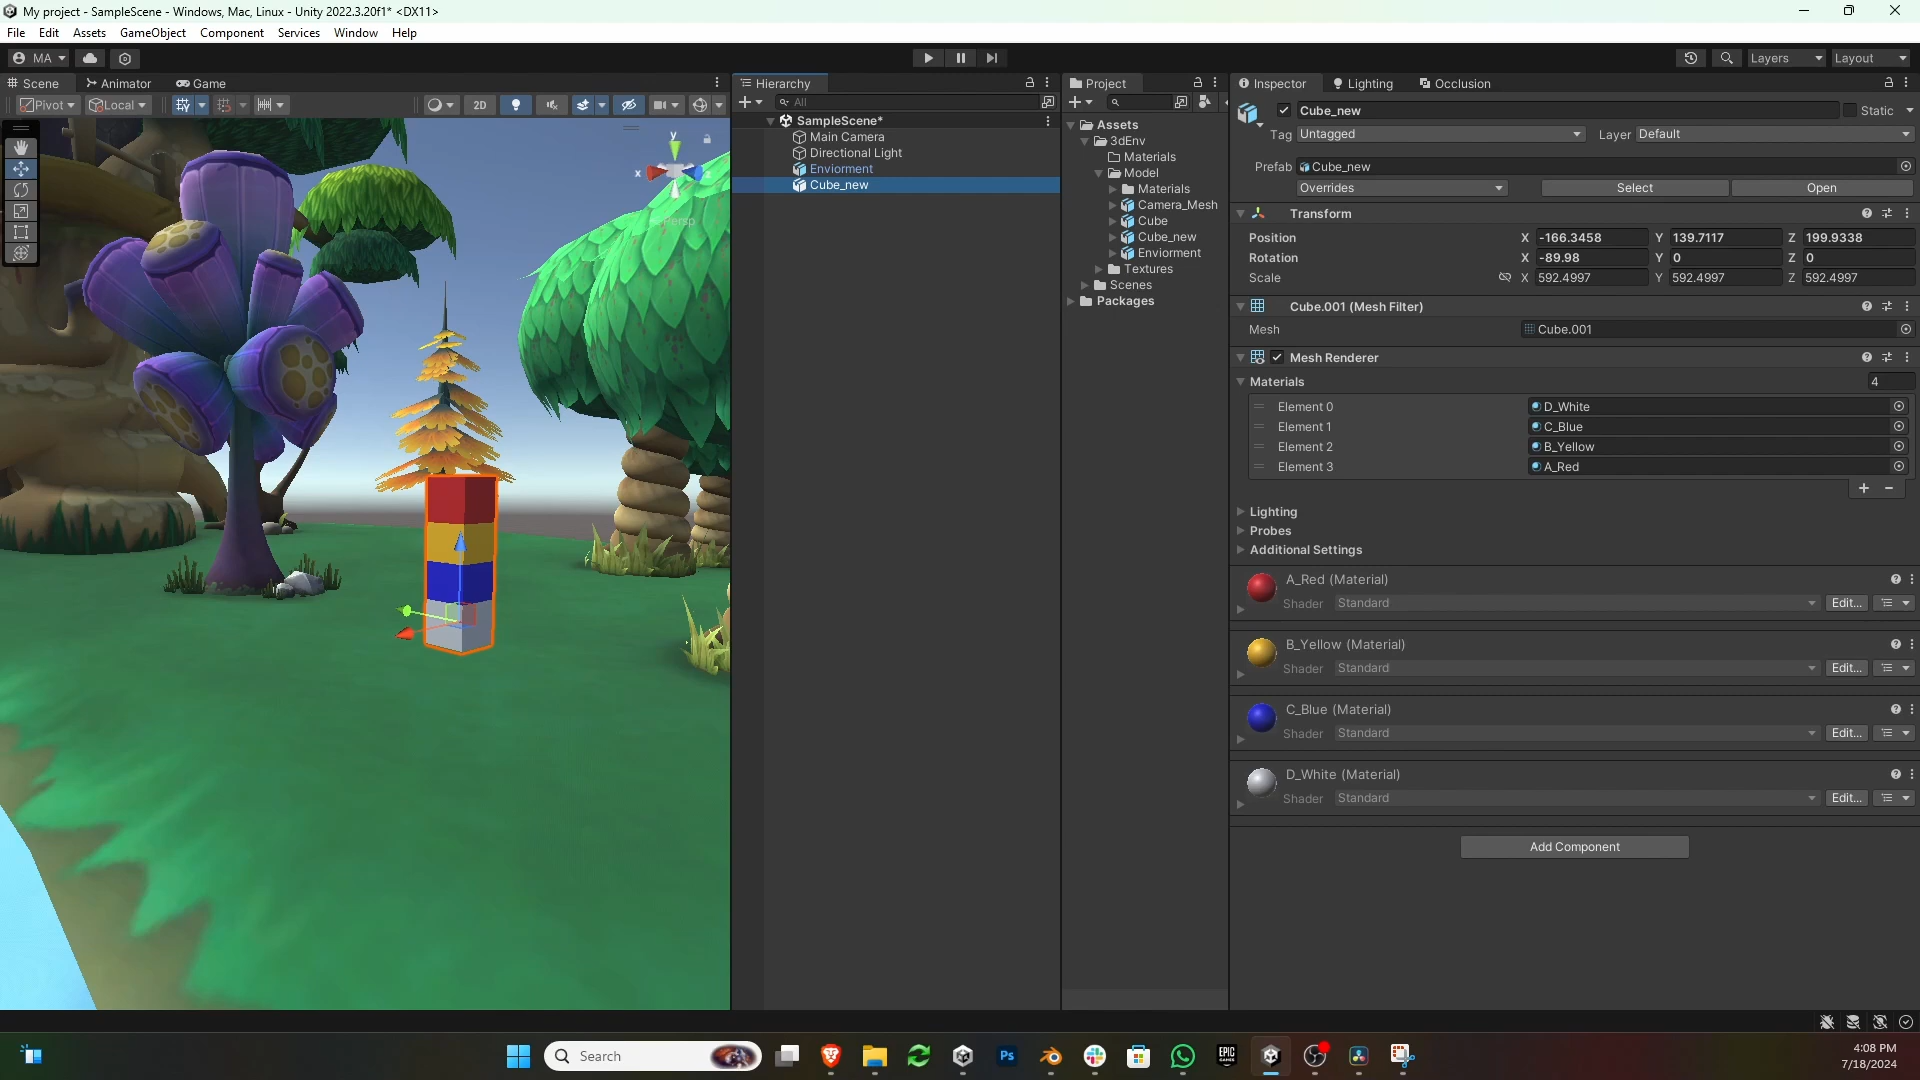 My project - SampleScene - Windows, Mac, Linux - Unity 2022.3.20f1* <DX11>
File Edit Assets GameObject Component Services Window Help
MA Layers Layout
Scene Animator Game
Pivot Local 2D
y
x
Persp
Hierarchy
All
SampleScene*
Main Camera
Directional Light
Enviorment
Cube_new
Project
Assets
3dEnv
Materials
Model
Materials
Camera_Mesh
Cube
Cube_new
Enviorment
Textures
Scenes
Packages
Inspector Lighting Occlusion
Cube_new Static
Tag Untagged Layer Default
Prefab Cube_new
Overrides Select Open
Transform
Position X -166.3458 Y 139.7117 Z 199.9338
Rotation X -89.98 Y 0 Z 0
Scale X 592.4997 Y 592.4997 Z 592.4997
Cube.001 (Mesh Filter)
Mesh Cube.001
Mesh Renderer
Materials 4
Element 0 D_White
Element 1 C_Blue
Element 2 B_Yellow
Element 3 A_Red
Lighting
Probes
Additional Settings
A_Red (Material)
Shader Standard Edit...
B_Yellow (Material)
Shader Standard Edit...
C_Blue (Material)
Shader Standard Edit...
D_White (Material)
Shader Standard Edit...
Add Component
Search Ps EPIC GAMES
4:08 PM
7/18/2024